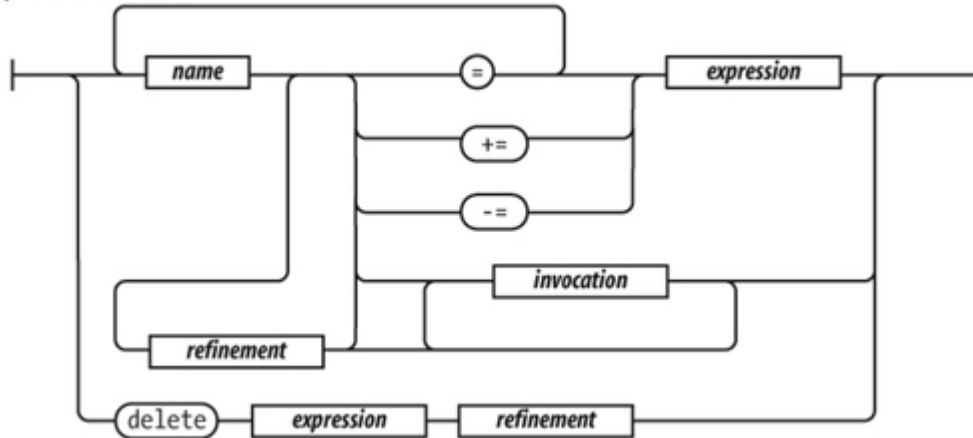 name = expression
+=
-=
invocation
refinement
delete expression refinement